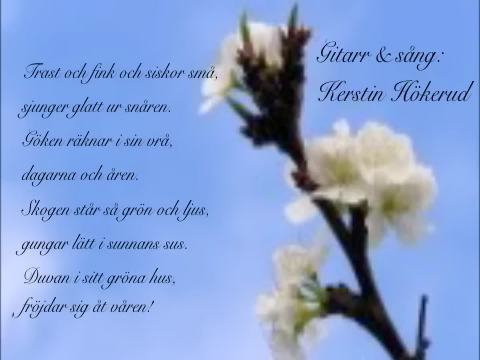 Trast och fink och siskor små,
sjunger glatt ur snåren.
Göken räknar i sin vrå,
dagarna och åren.
Skogen står så grön och ljus,
gungar lätt i sunnans sus.
Duvan i sitt gröna hus,
fröjdar sig åt våren!
Gitarr & sång:
Kerstin Hökerud